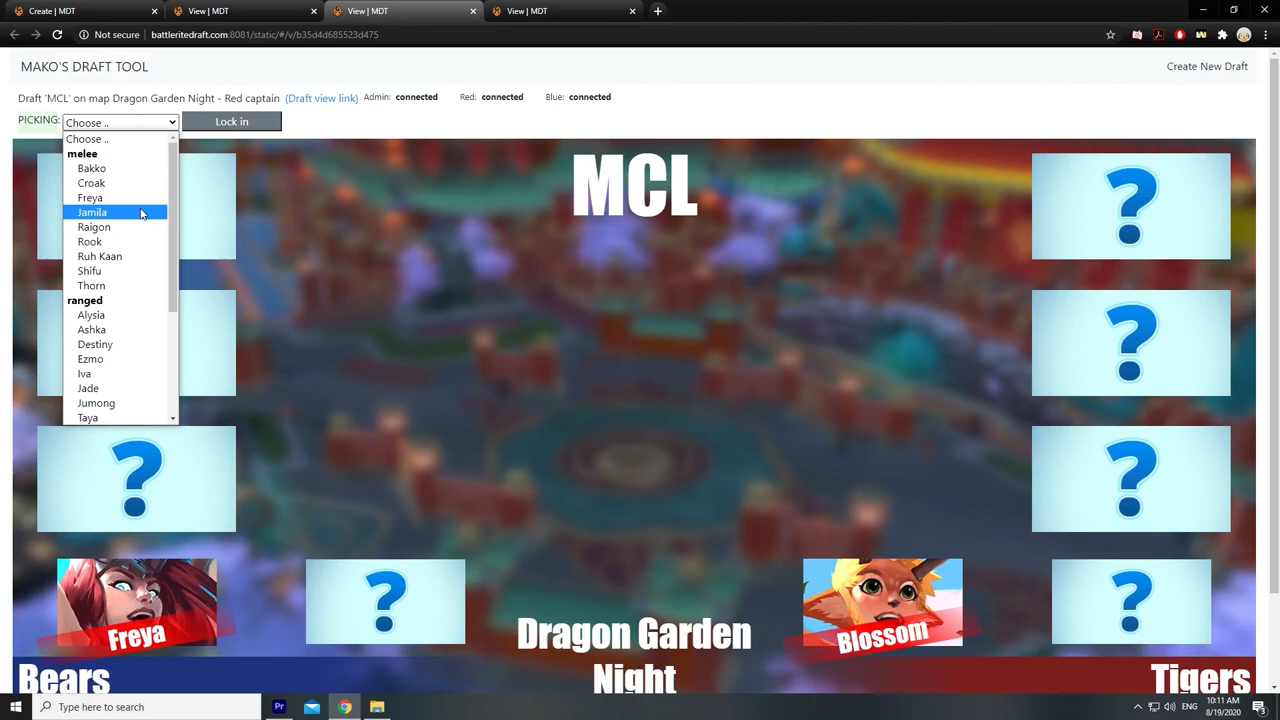 Create | MDT
View | MDT
View | MDT
View | MDT
Not secure
battleritedraft.com:8081/static/#/v/b35d4d685523d475
MAKO'S DRAFT TOOL
Create New Draft
Draft 'MCL' on map Dragon Garden Night - Red captain (Draft view link) Admin: connected Red: connected Blue: connected
PICKING: Choose .. Lock in
Choose ..
melee
Bakko
Croak
Freya
Jamila
Raigon
Rook
Ruh Kaan
Shifu
Thorn
ranged
Alysia
Ashka
Destiny
Ezmo
Iva
Jade
Jumong
Taya
MCL
?
?
?
?
Freya
?
Dragon Garden
Night
Blossom
?
Bears
Tigers
Type here to search
Pr
ENG
10:11 AM
8/19/2020
3